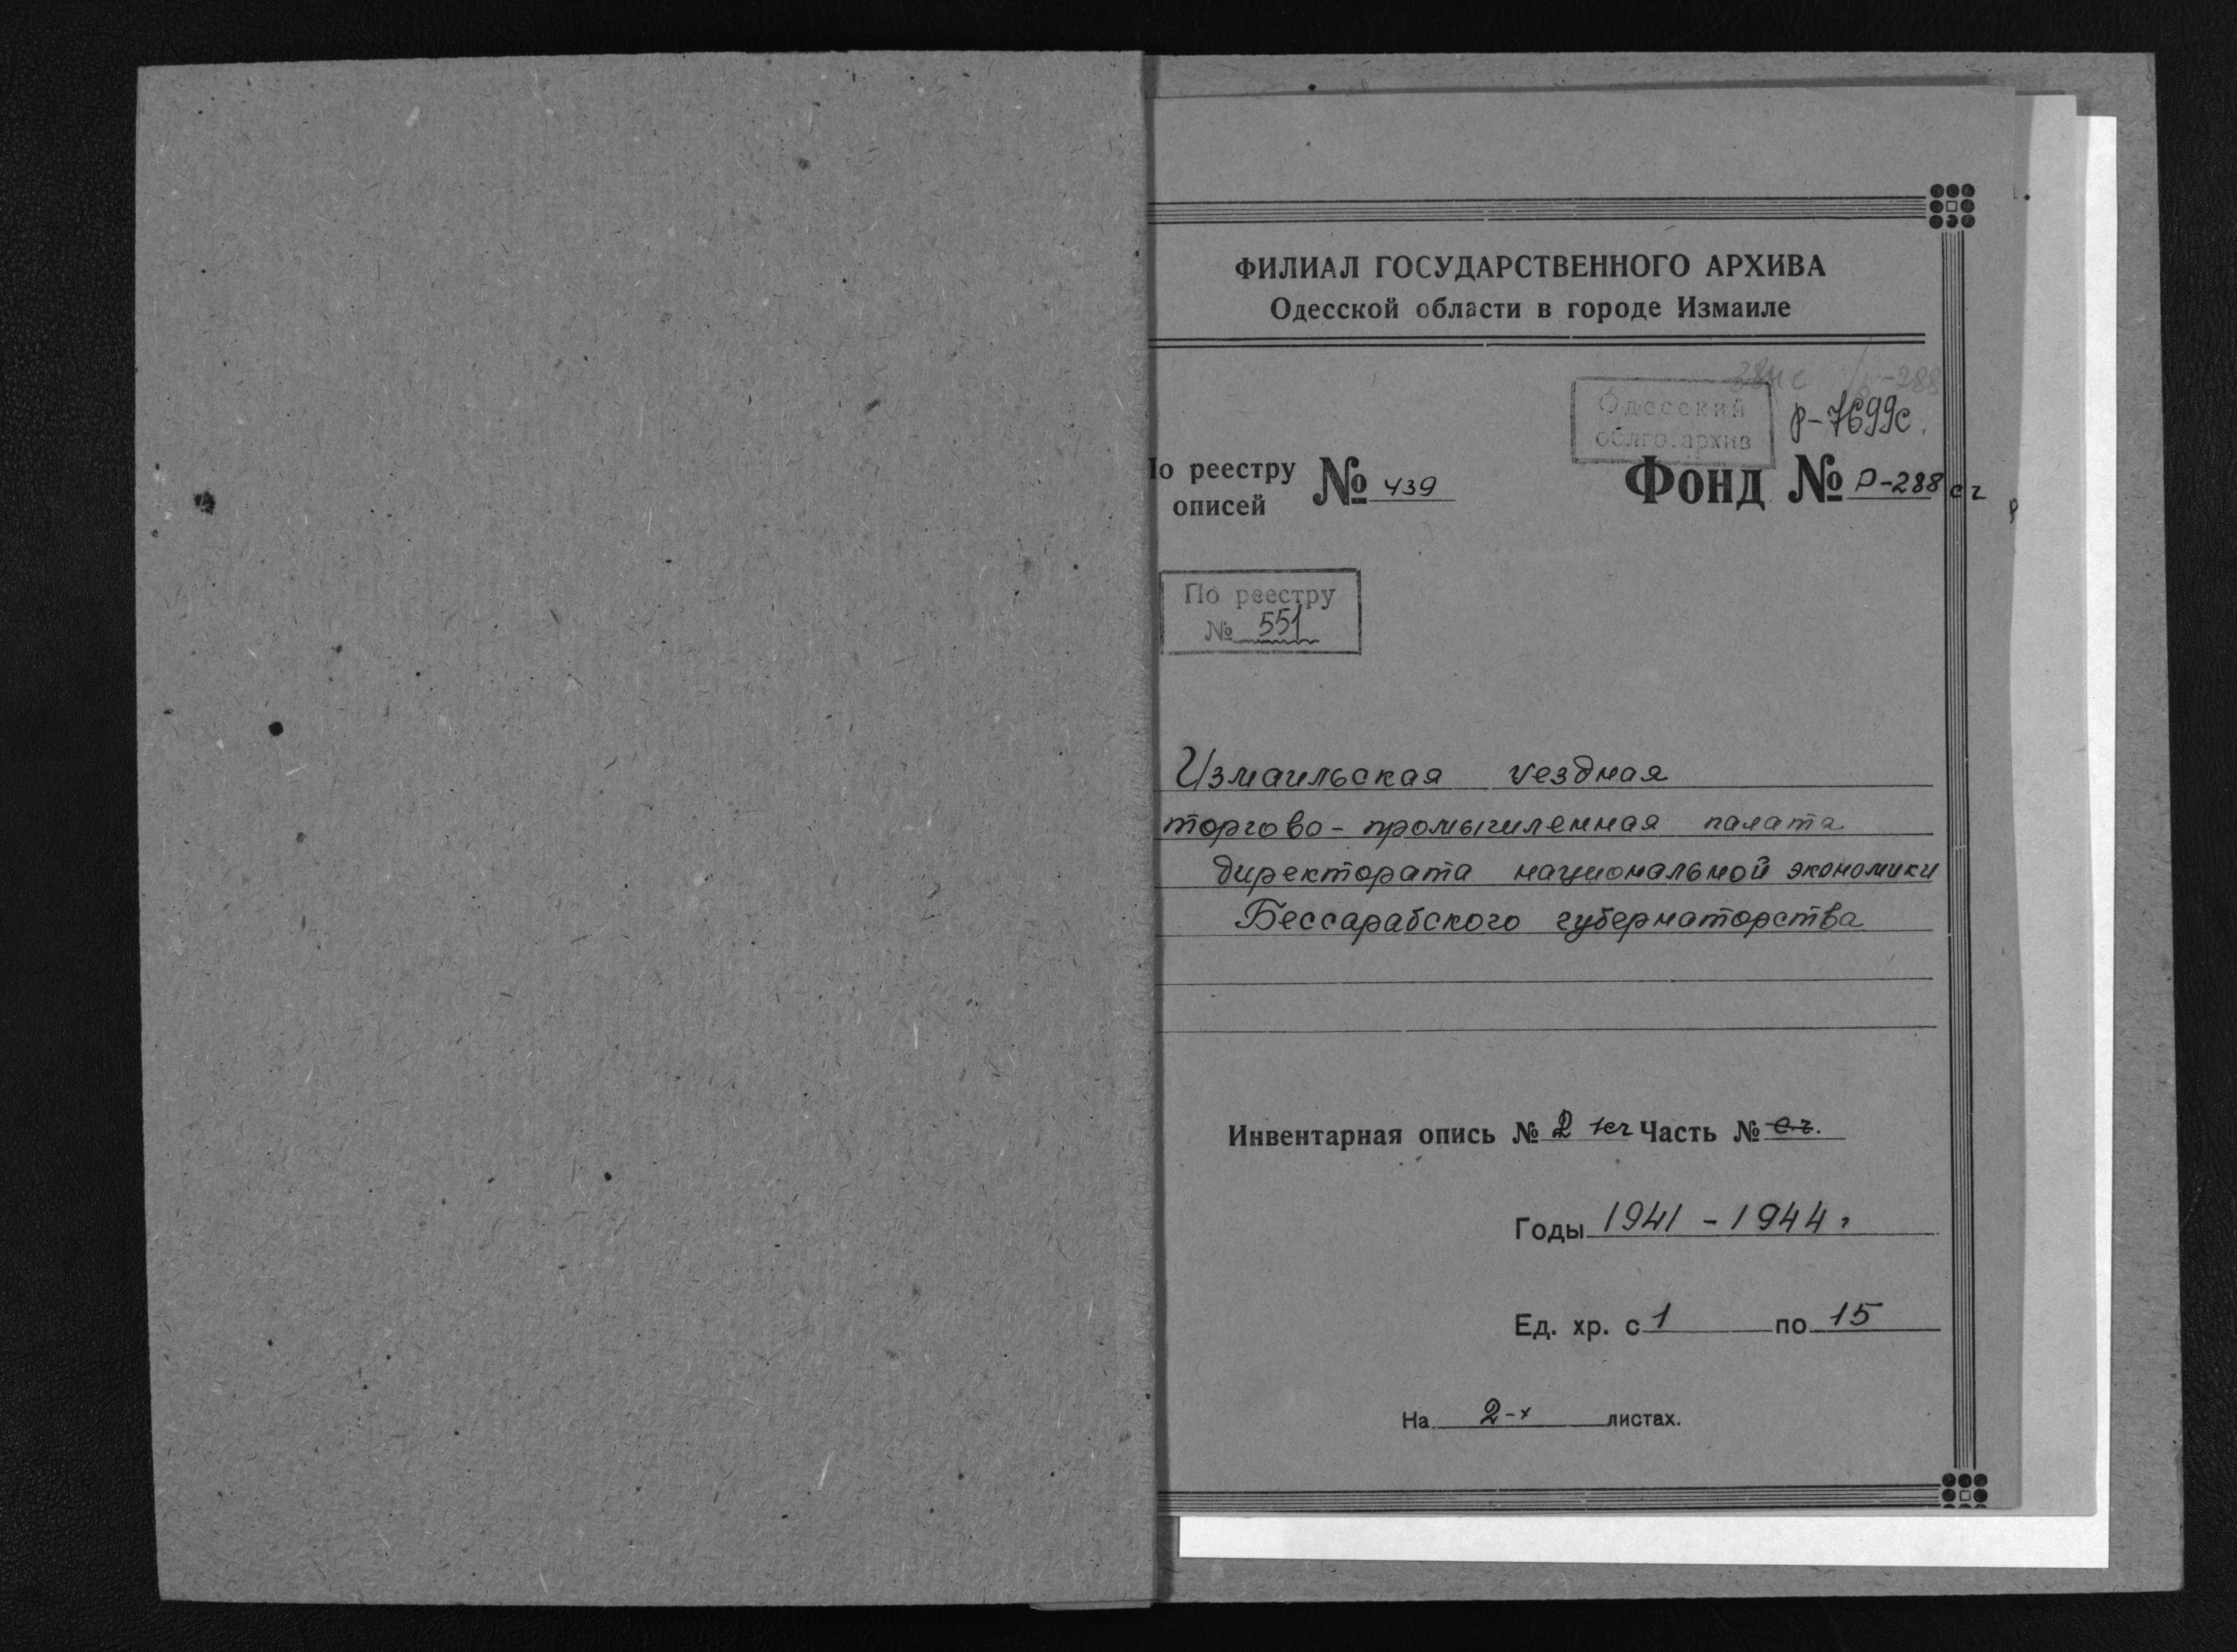 ФИЛИАЛ ГОСУДАРСТВЕННОГО АРХИВА
Одесской области в городе Измаиле
-288
Одесский
облгосархив
Р-7699с.
По реестру
описей № 439
Фонд № Р-288 сг
По реестру
№ 551
Измаильская уездная
торгово-промышленная палата
директората национальной экономики
Бессарабского губернаторства
Инвентарная опись № 2 Часть №
Годы 1941 - 1944 г
Ед. хр. с 1 по 15
На 2-х листах.